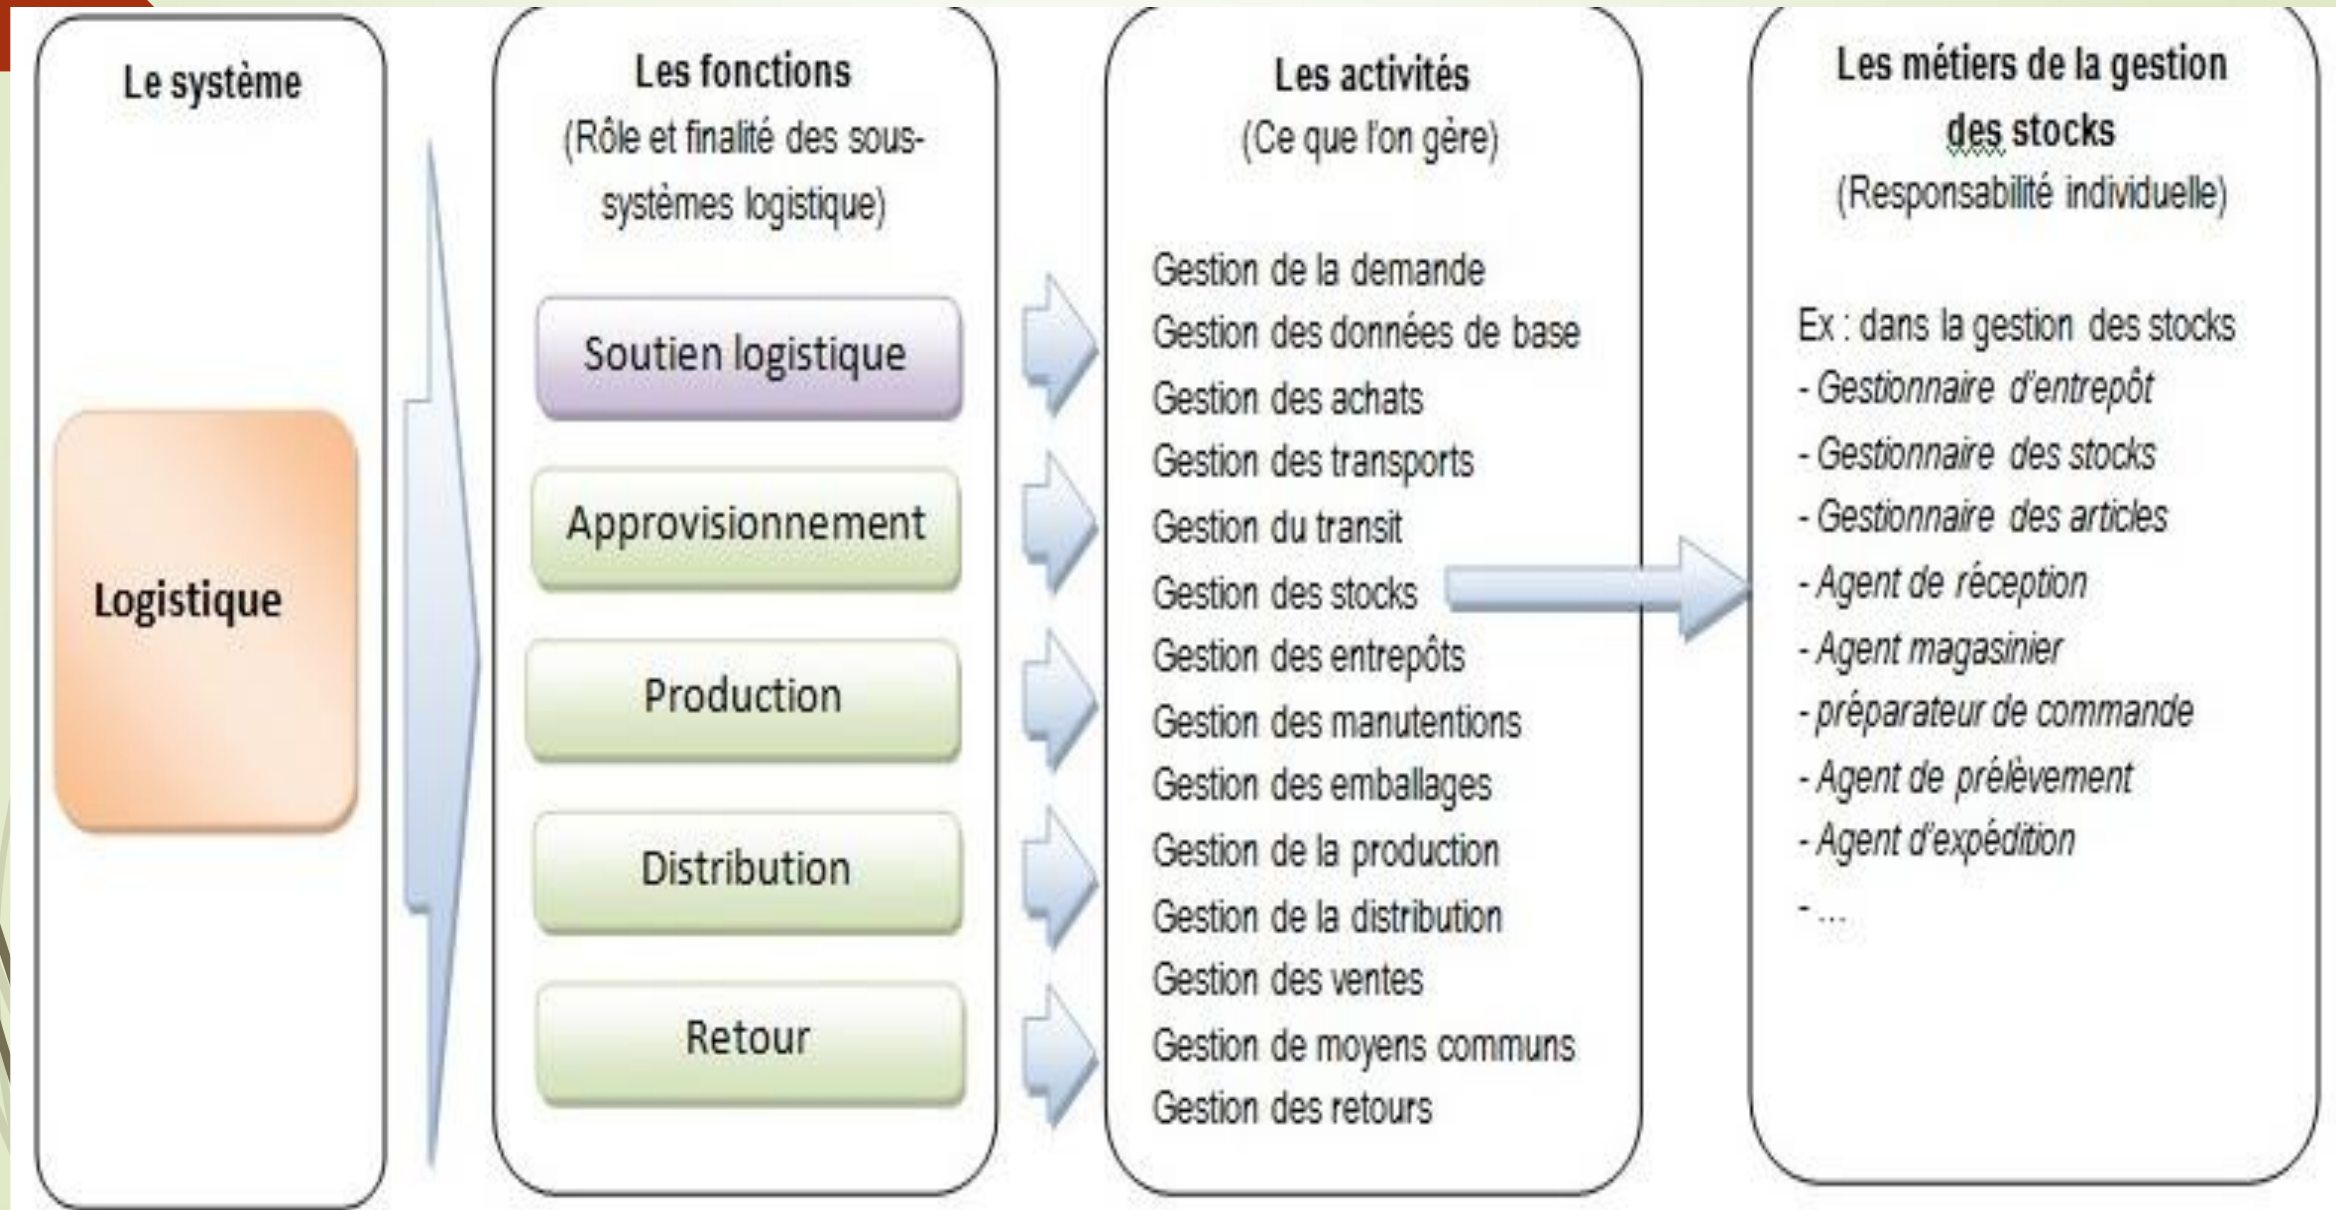 Le système
Logistique
Les fonctions
(Rôle et finalité des sous-
systèmes logistique)
Soutien logistique
Approvisionnement
Production
Distribution
Retour
Les activités
(Ce que l'on gère)
Gestion de la demande
Gestion des données de base
Gestion des achats
Gestion des transports
Gestion du transit
Gestion des stocks
Gestion des entrepôts
Gestion des manutentions
Gestion des emballages
Gestion de la production
Gestion de la distribution
Gestion des ventes
Gestion de moyens communs
Gestion des retours
Les métiers de la gestion
des stocks
(Responsabilité individuelle)
Ex : dans la gestion des stocks
- Gestionnaire d'entrepôt
- Gestionnaire des stocks
- Gestionnaire des articles
- Agent de réception
- Agent magasinier
- préparateur de commande
- Agent de prélèvement
- Agent d'expédition
- ...